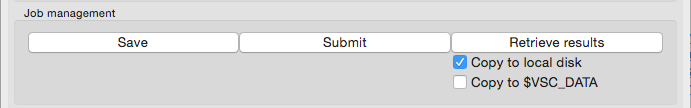 Job management
Save Submit Retrieve results
Copy to local disk
Copy to $VSC_DATA